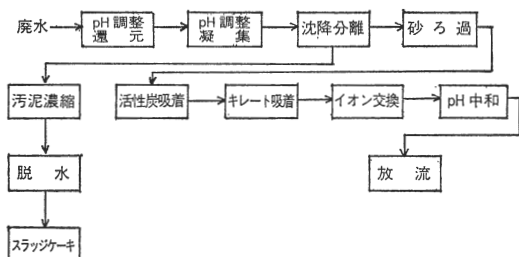 廃水
pH調整
還元
pH調整
凝集
沈降分離
砂ろ過
汚泥濃縮
活性炭吸着
キレート吸着
イオン交換
pH中和
脱水
放流
スラッジケーキ